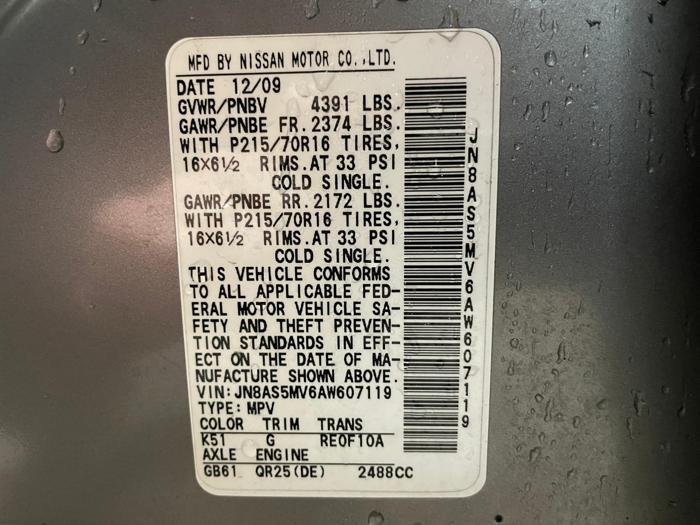 MFD BY NISSAN MOTOR CO.,LTD.
DATE 12/09
GVWR/PNBV 4391 LBS.
GAWR/PNBE FR. 2374 LBS.
WITH P215/70R16 TIRES,
16X6½ RIMS. AT 33 PSI
COLD SINGLE.
GAWR/PNBE RR. 2172 LBS.
WITH P215/70R16 TIRES,
16X6½ RIMS. AT 33 PSI
COLD SINGLE.
THIS VEHICLE CONFORMS
TO ALL APPLICABLE FED-
ERAL MOTOR VEHICLE SA-
FETY AND THEFT PREVEN-
TION STANDARDS IN EFF-
ECT ON THE DATE OF MA-
NUFACTURE SHOWN ABOVE.
VIN:JN8AS5MV6AW607119
TYPE:MPV
COLOR TRIM TRANS
K51 G RE0F10A
AXLE ENGINE
GB61 QR25(DE) 2488CC
JN8AS5MV6AW607119